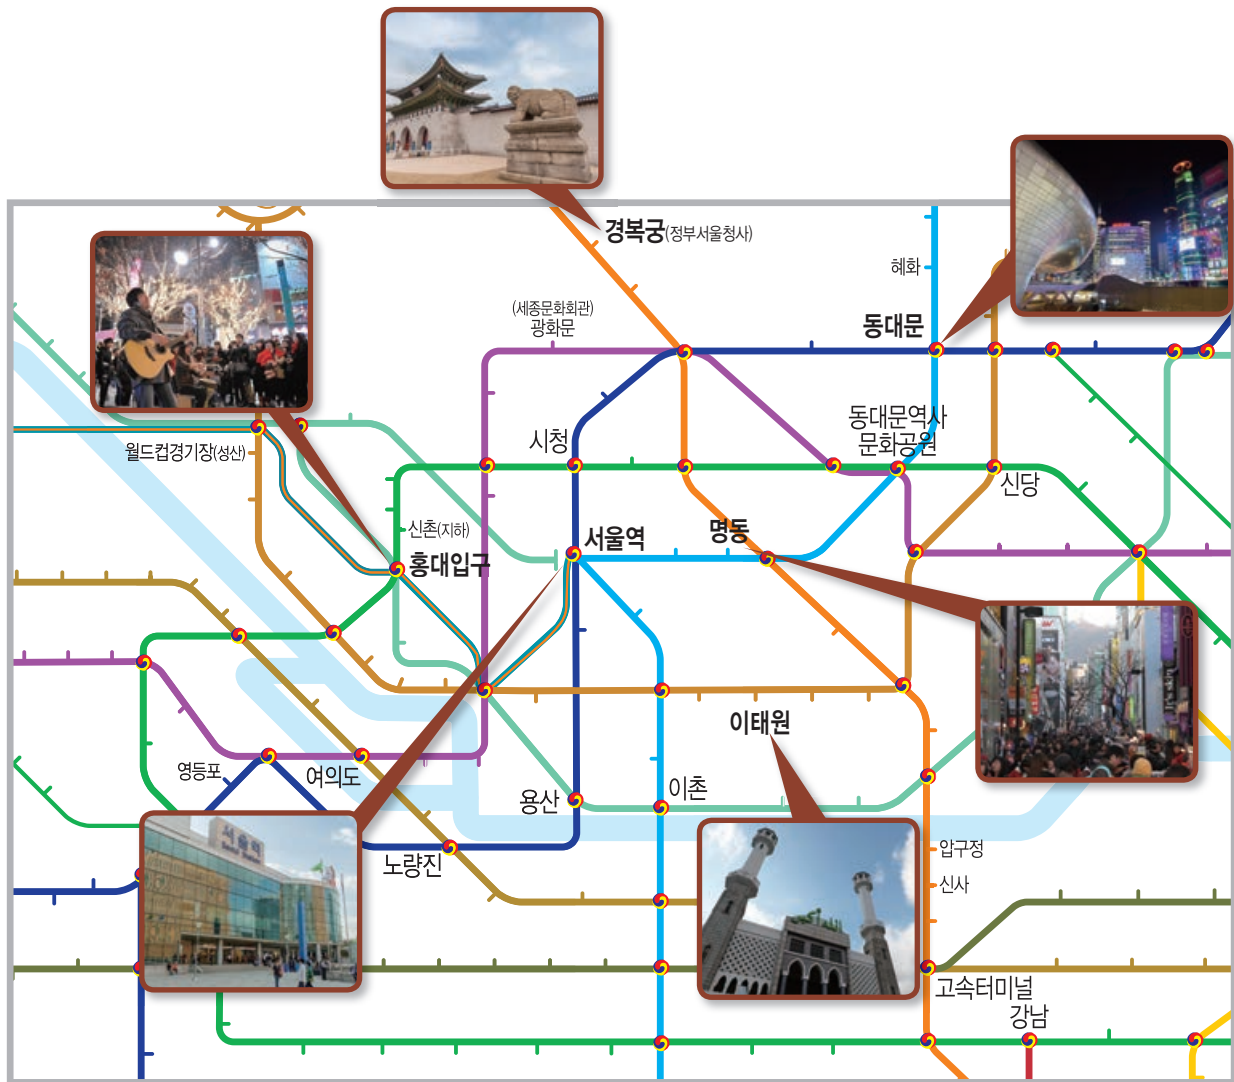 경복궁(정부서울청사)
혜화
(세종문화회관)
광화문
동대문
동대문역사
문화공원
시청
월드컵경기장(성산)
신당
신촌(지하)
서울역
명동
홍대입구
이태원
영등포
여의도
용산
이촌
서울역
노량진
압구정
신사
고속터미널
강남